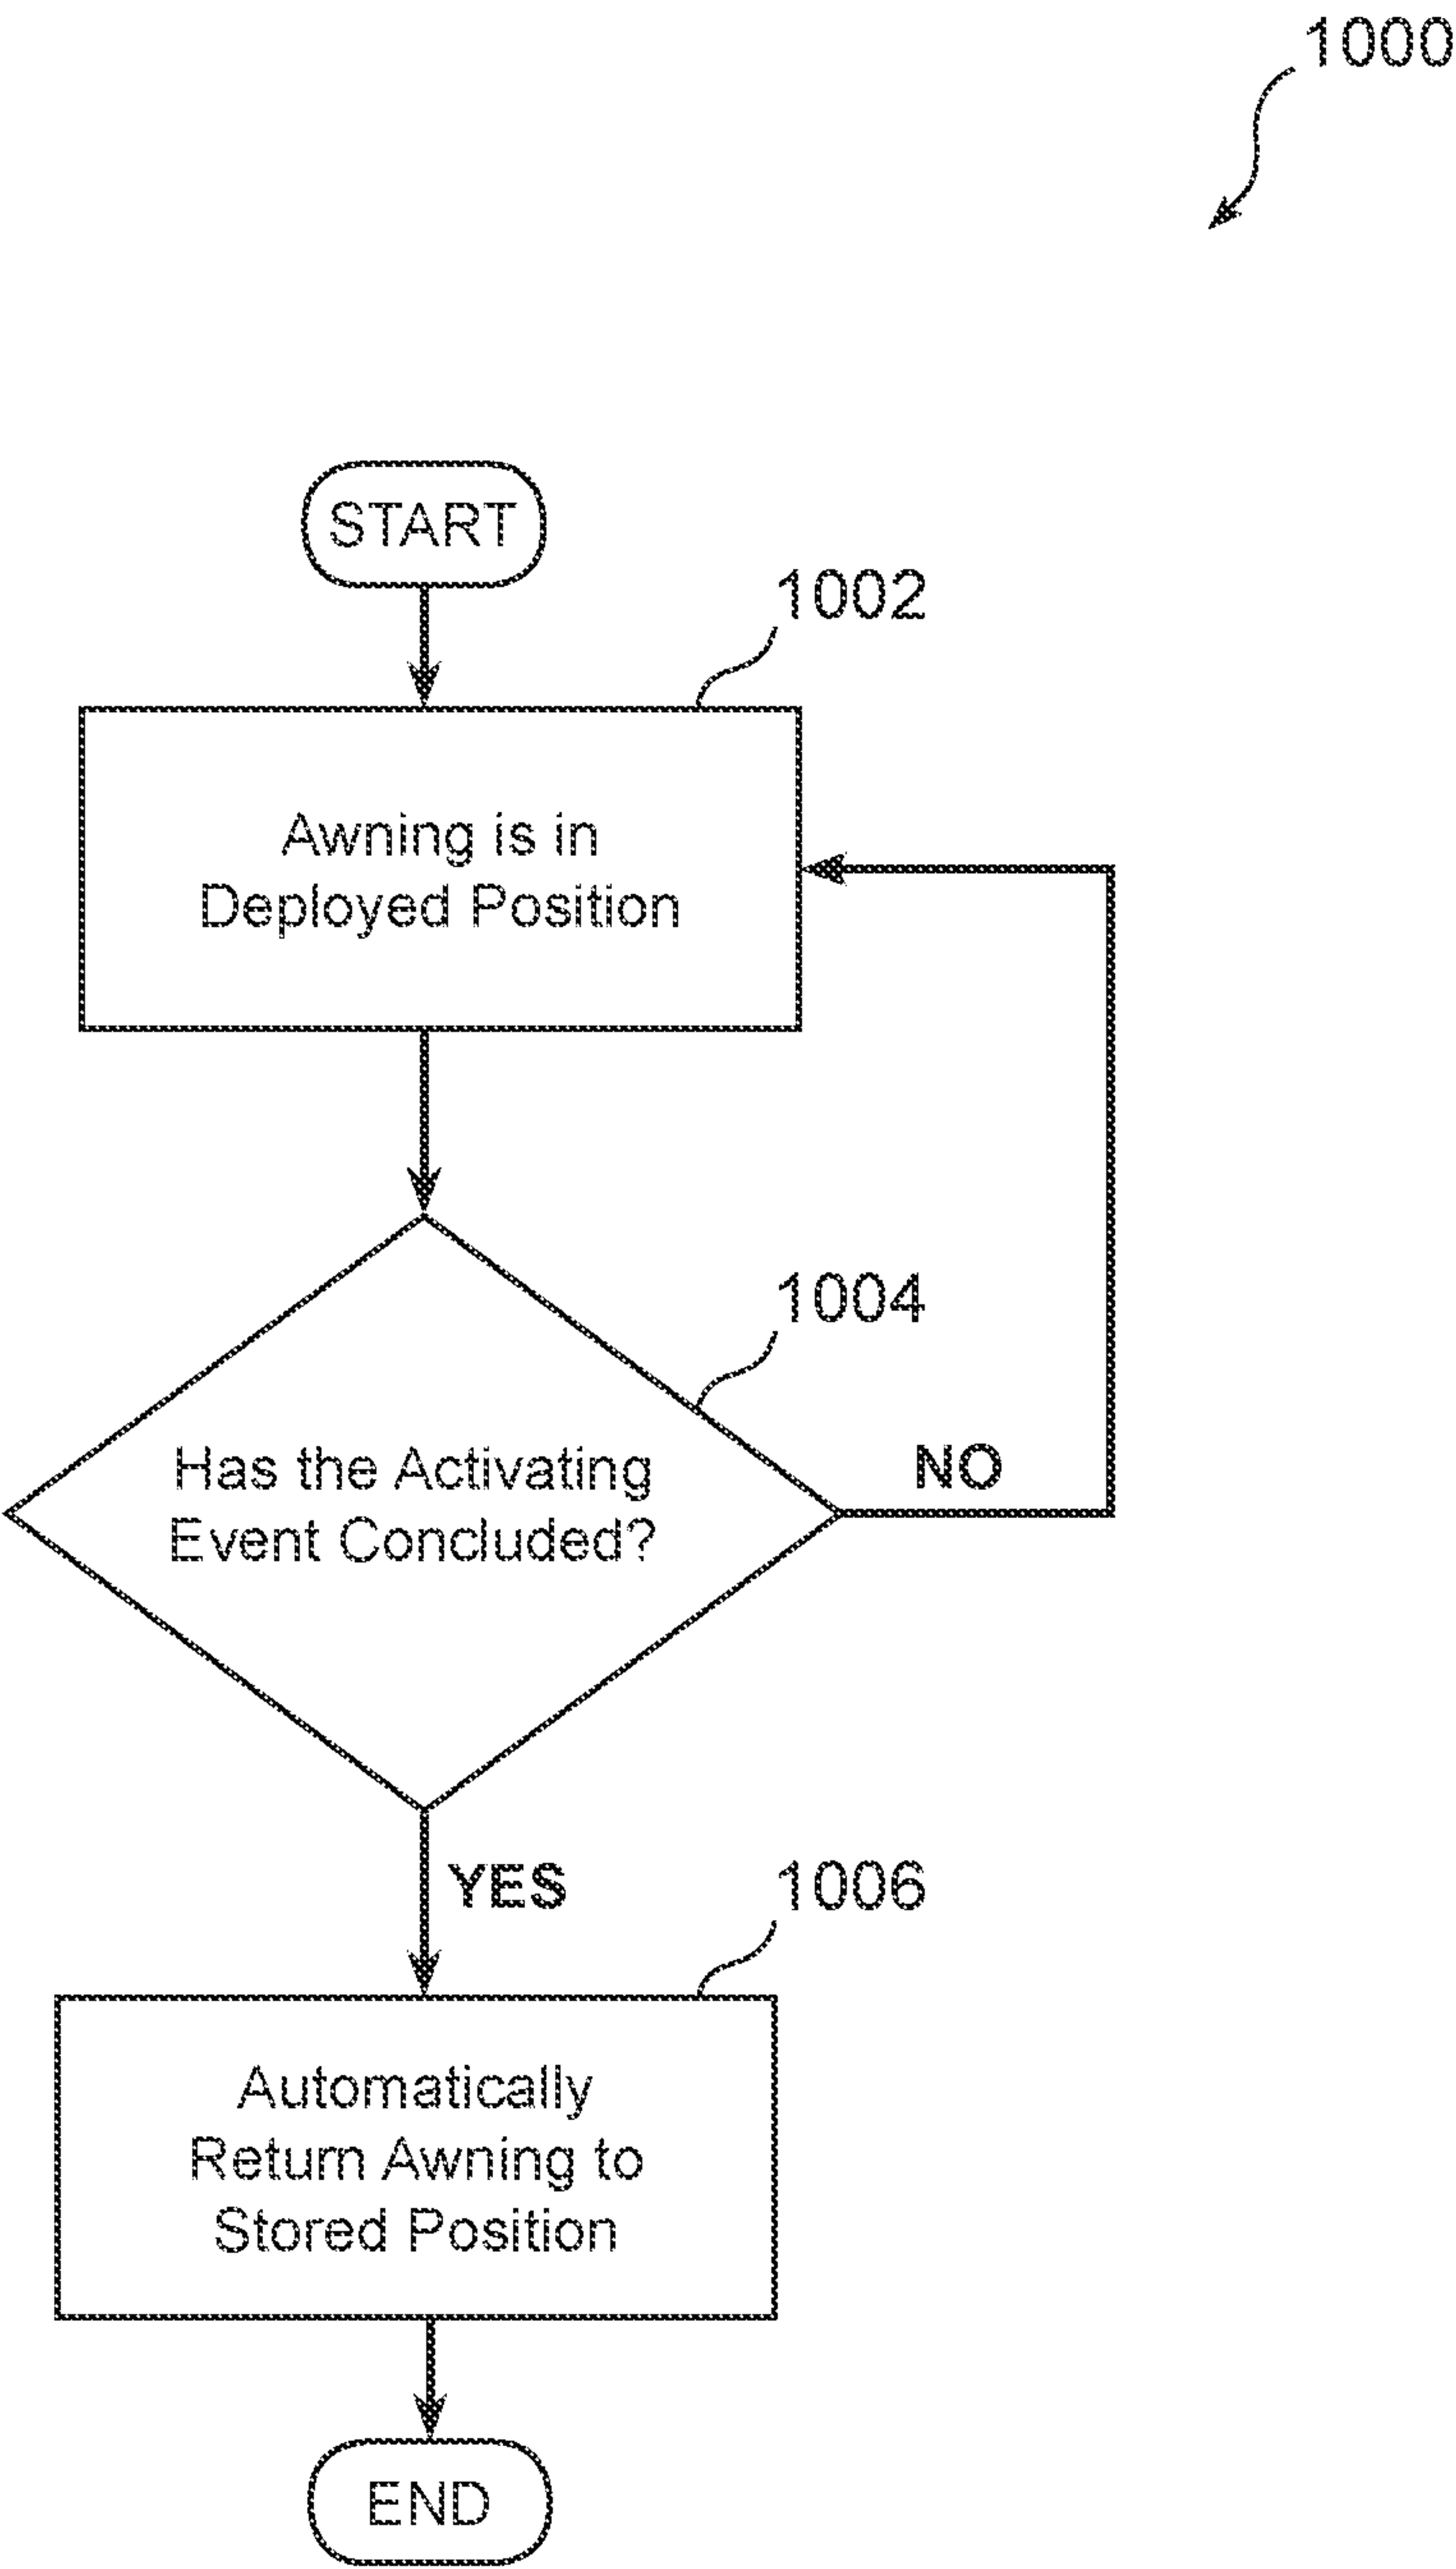 1000
START
1002
Awning is in
Deployed Position
1004
Has the Activating
Event Concluded?
NO
YES
1006
Automatically
Return Awning to
Stored Position
END